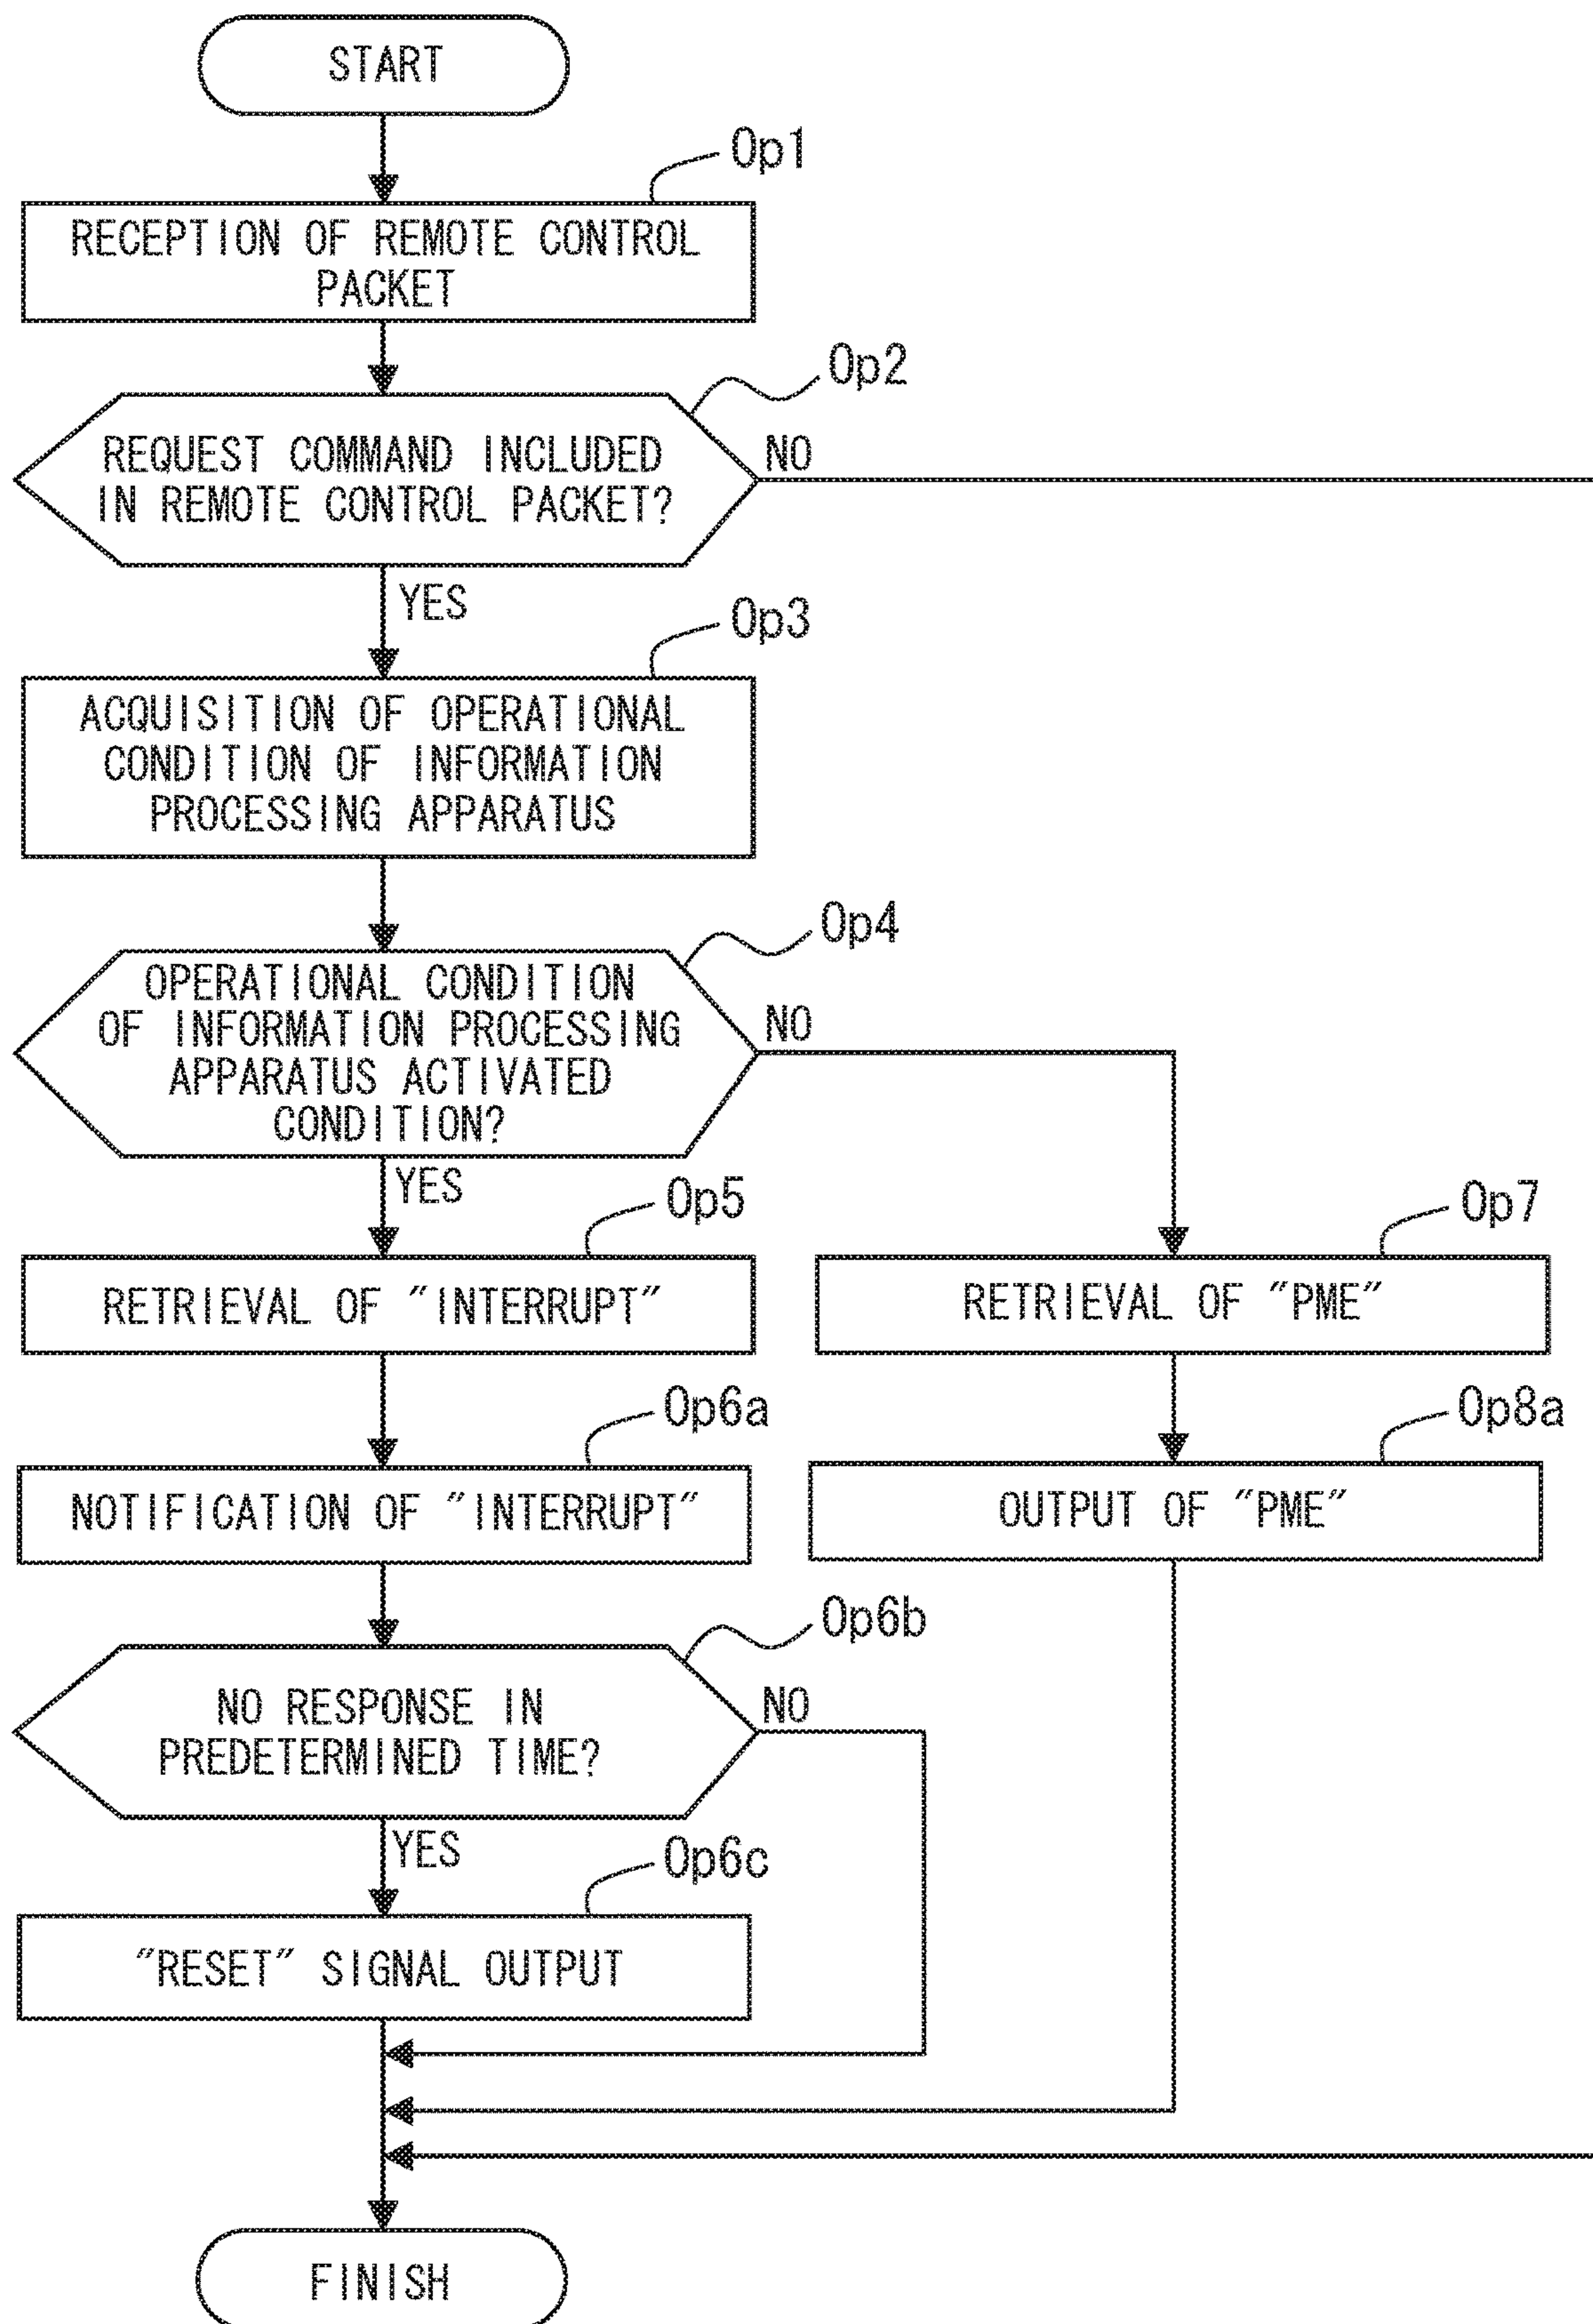 START
Op1
RECEPTION OF REMOTE CONTROL
PACKET
Op2
REQUEST COMMAND INCLUDED
IN REMOTE CONTROL PACKET?
NO
YES
Op3
ACQUISITION OF OPERATIONAL
CONDITION OF INFORMATION
PROCESSING APPARATUS
Op4
OPERATIONAL CONDITION
OF INFORMATION PROCESSING
APPARATUS ACTIVATED
CONDITION?
NO
YES
Op5
RETRIEVAL OF "INTERRUPT"
Op7
RETRIEVAL OF "PME"
Op6a
NOTIFICATION OF "INTERRUPT"
Op8a
OUTPUT OF "PME"
Op6b
NO RESPONSE IN
PREDETERMINED TIME?
NO
YES
Op6c
"RESET" SIGNAL OUTPUT
FINISH